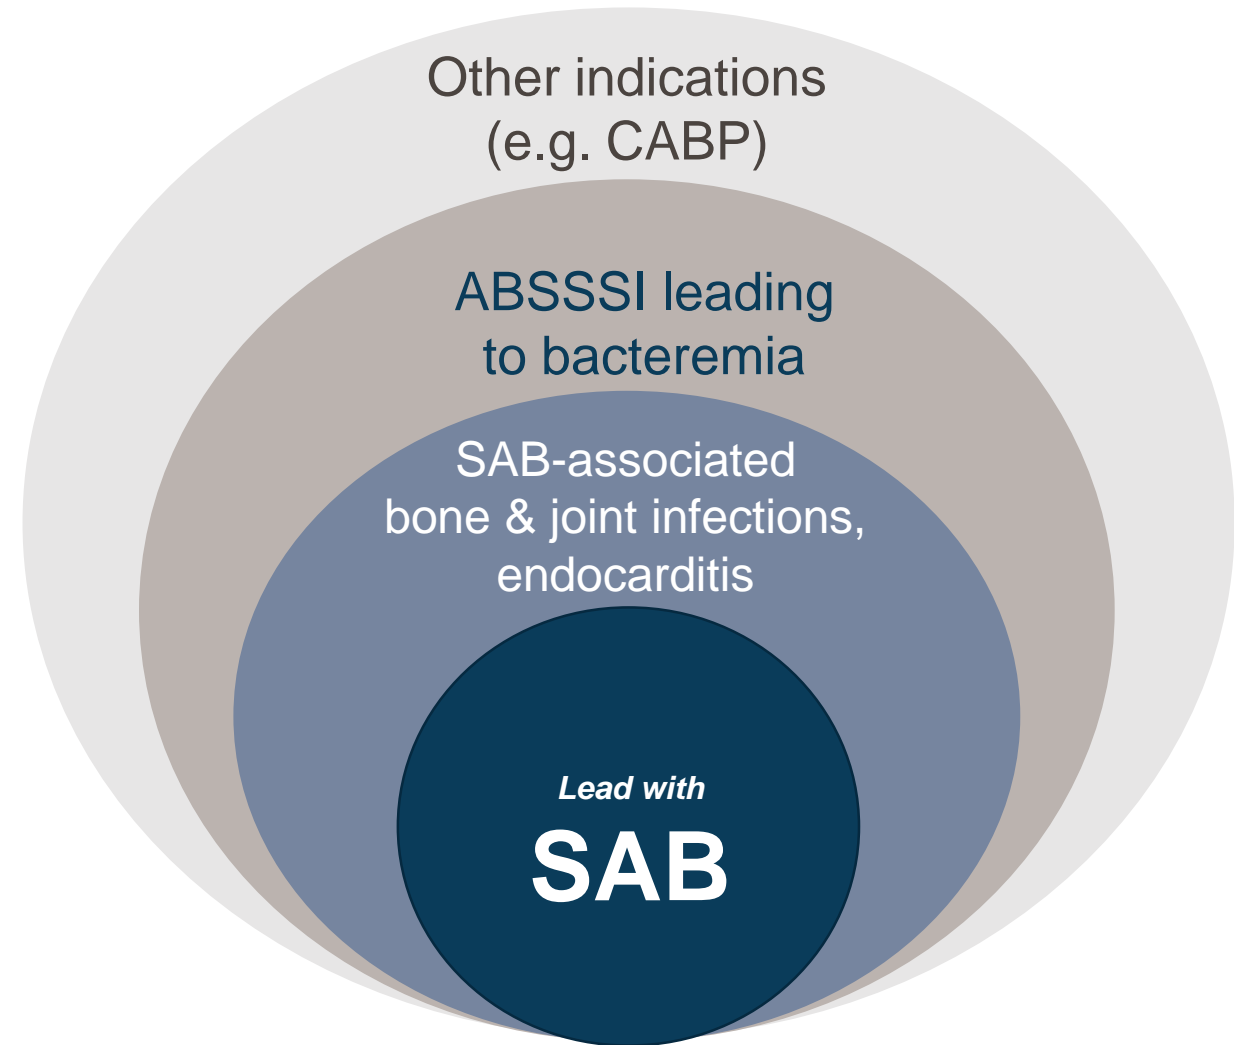 Other indications
(e.g. CABP)
ABSSSI leading
to bacteremia
SAB-associated
bone & joint infections,
endocarditis
Lead with
SAB